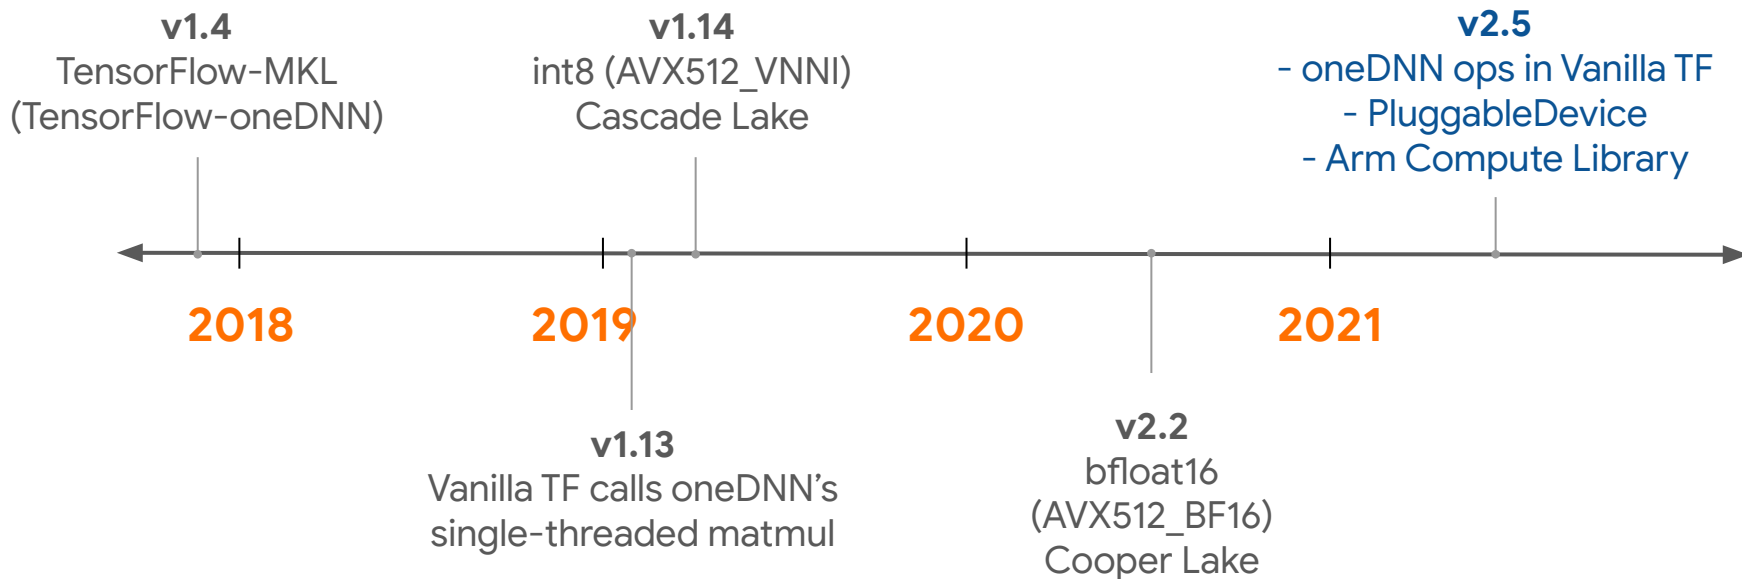 v1.4
TensorFlow-MKL
(TensorFlow-oneDNN)
v1.14
int8 (AVX512_VNNI)
Cascade Lake
v2.5
- oneDNN ops in Vanilla TF
- PluggableDevice
- Arm Compute Library
2018
2019
2020
2021
v1.13
Vanilla TF calls oneDNN’s
single-threaded matmul
v2.2
bfloat16
(AVX512_BF16)
Cooper Lake